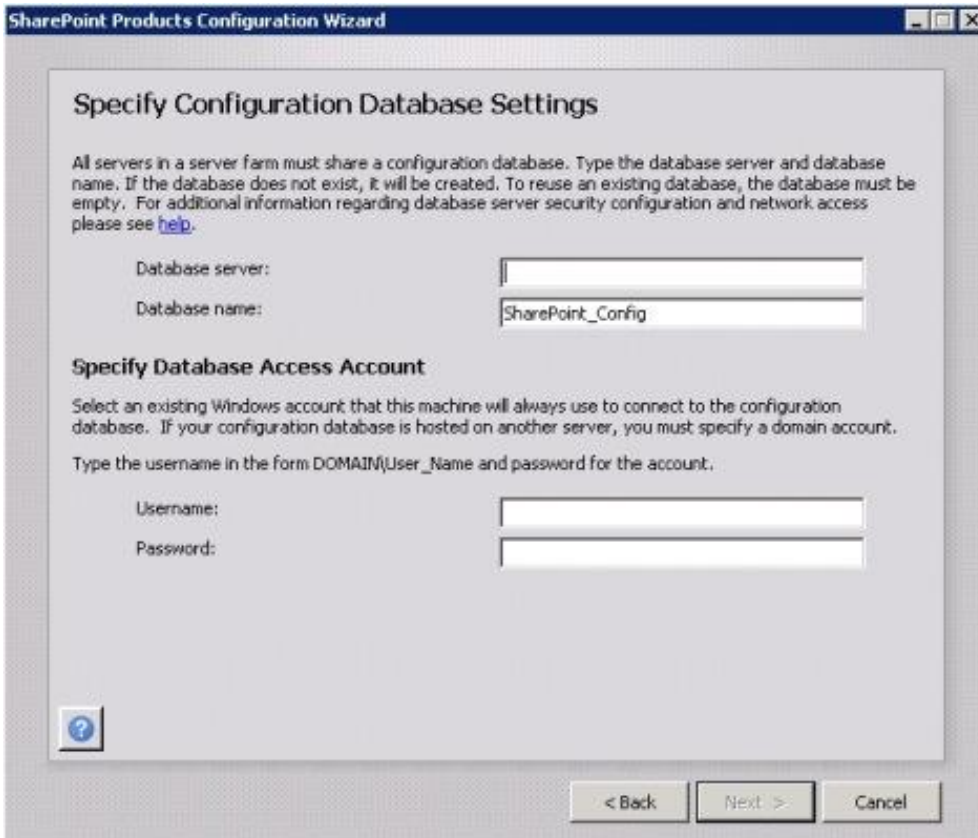 SharePoint Products Configuration Wizard
Specify Configuration Database Settings
All servers in a server farm must share a configuration database. Type the database server and database
name. If the database does not exist, it will be created. To reuse an existing database, the database must be
empty. For additional information regarding database server security configuration and network access
please see help.
Database server:
Database name:
SharePoint_Config
Specify Database Access Account
Select an existing Windows account that this machine will always use to connect to the configuration
database. If your configuration database is hosted on another server, you must specify a domain account.
Type the username in the form DOMAIN\User_Name and password for the account.
Username:
Password:
?
< Back
Next >
Cancel